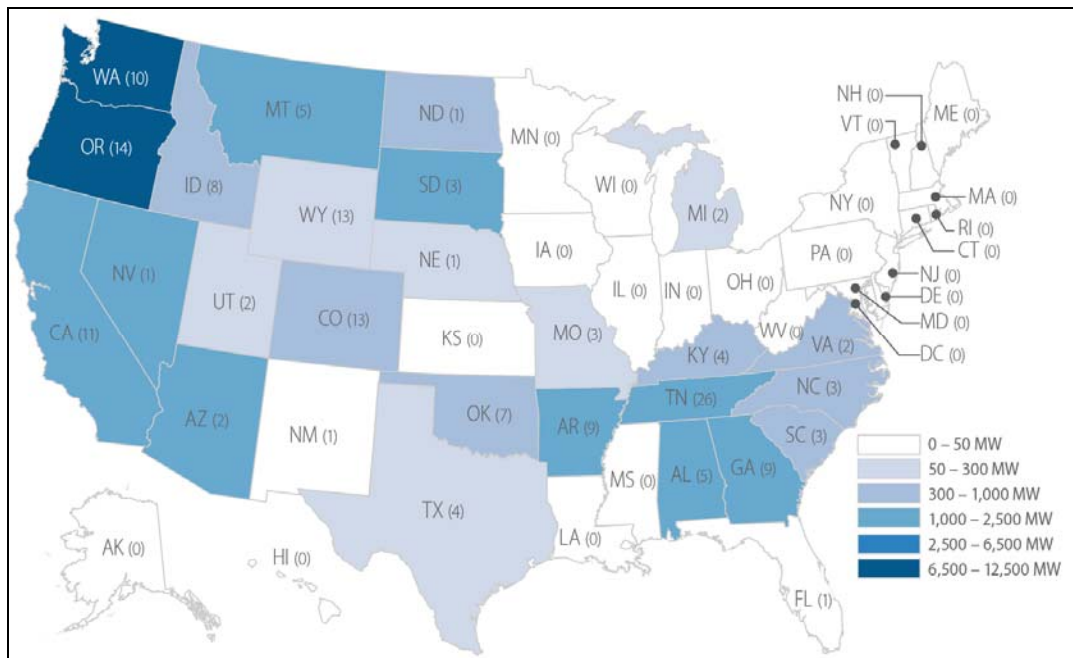 WA (10)
OR (14)
MT (5)
ID (8)
ND (1)
MN (0)
SD (3)
WY (13)
WI (0)
MI (2)
NH (0)
VT (0)
ME (0)
NY (0)
MA (0)
RI (0)
CT (0)
PA (0)
NJ (0)
DE (0)
MD (0)
DC (0)
NV (1)
CA (11)
UT (2)
CO (13)
NE (1)
IA (0)
IL (0)
IN (0)
OH (0)
WV (0)
KS (0)
MO (3)
KY (4)
VA (2)
NC (3)
TN (26)
SC (3)
AZ (2)
NM (1)
OK (7)
AR (9)
MS (0)
AL (5)
GA (9)
TX (4)
LA (0)
FL (1)
AK (0)
HI (0)
0 – 50 MW
50 – 300 MW
300 – 1,000 MW
1,000 – 2,500 MW
2,500 – 6,500 MW
6,500 – 12,500 MW